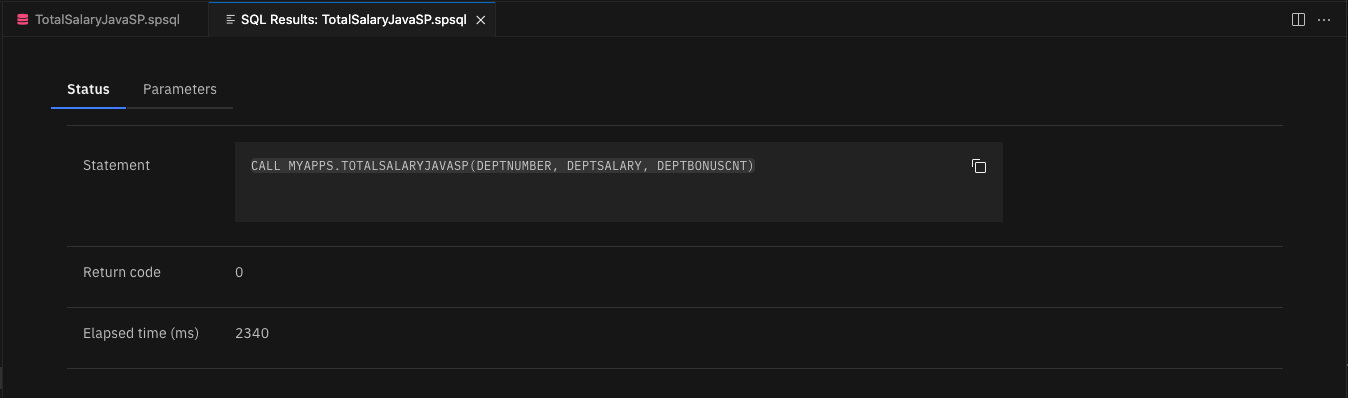 TotalSalaryJavaSP.spsql
SQL Results: TotalSalaryJavaSP.spsql
Status Parameters
Statement CALL MYAPPS.TOTALSALARYJAVASP(DEPTNUMBER, DEPTSALARY, DEPTBONUSCNT)
Return code 0
Elapsed time (ms) 2340